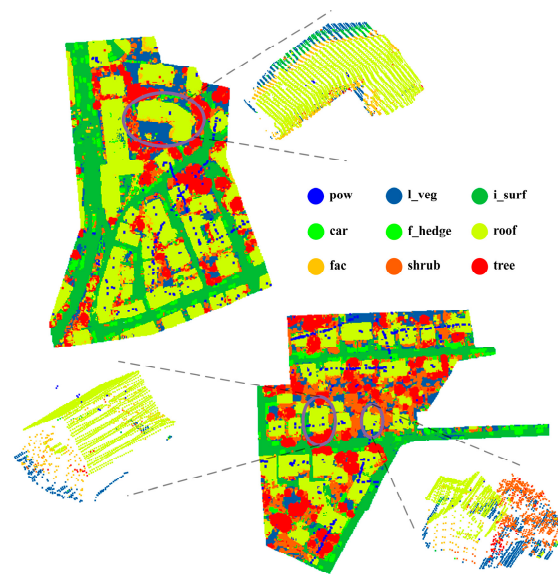 pow l_veg i_surf
car f_hedge roof
fac shrub tree